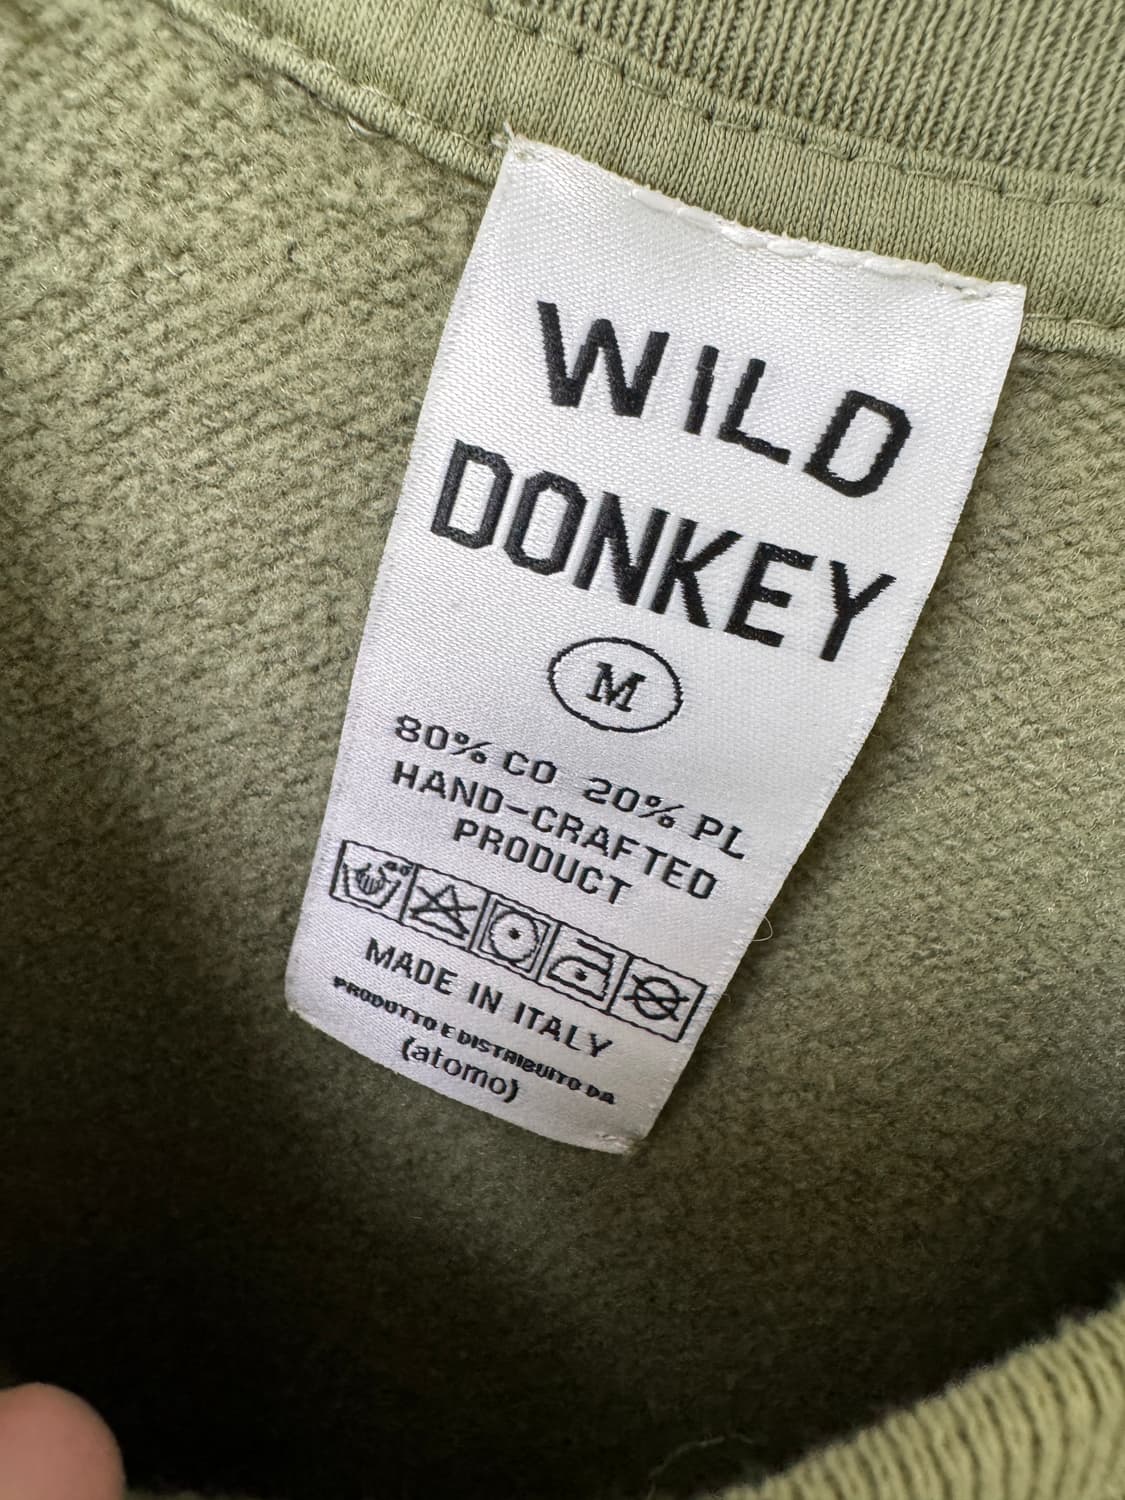 WILD
DONKEY
M
80% CO 20% PL
HAND-CRAFTED
PRODUCT
MADE IN ITALY
PRODOTTO E DISTRIBUITO DA
(atomo)